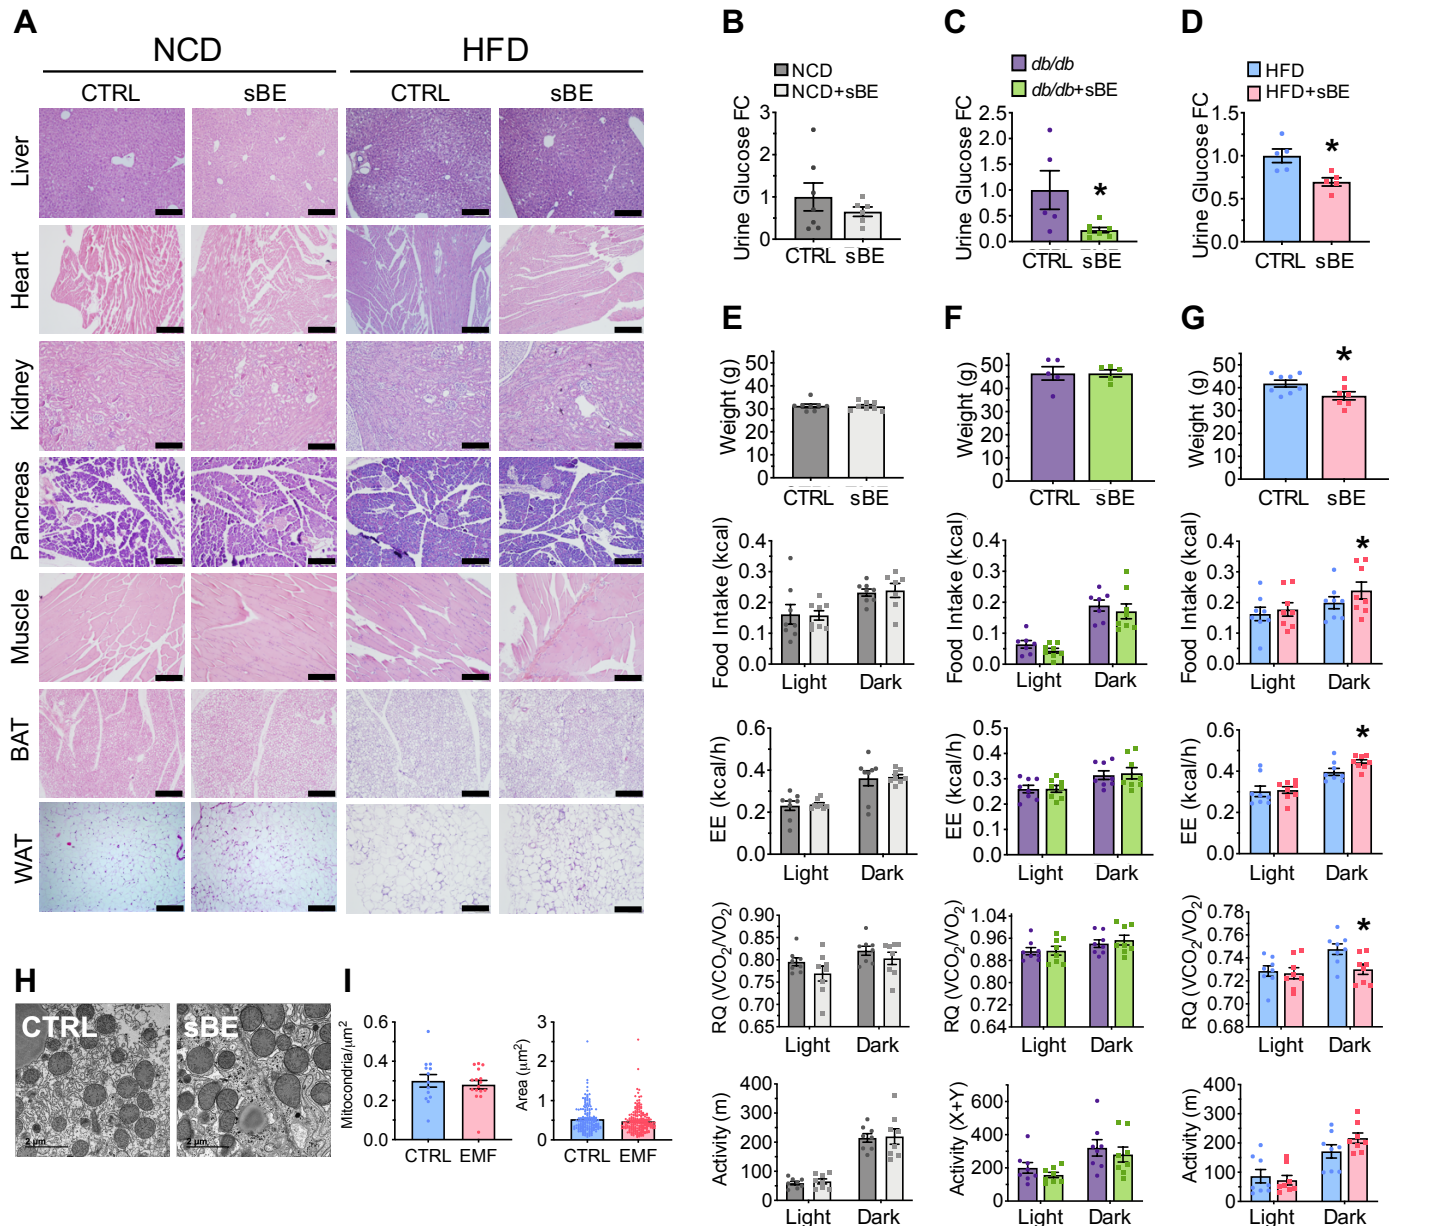 A
NCD HFD
CTRL sBE CTRL sBE
Liver
Heart
Kidney
Pancreas
Muscle
BAT
WAT
B
NCD
NCD+sBE
Urine Glucose FC
3
2
1
0
CTRL sBE
C
db/db
db/db+sBE
Urine Glucose FC
2.5
2.0
1.5
1.0
0.5
0.0
*
CTRL sBE
D
HFD
HFD+sBE
Urine Glucose FC
1.5
1.0
0.5
0.0
*
CTRL sBE
E
Weight (g)
50
40
30
20
10
0
CTRL sBE
Food Intake (kcal)
0.4
0.3
0.2
0.1
0.0
Light Dark
EE (kcal/h)
0.6
0.4
0.2
0.0
Light Dark
RQ (VCO2/VO2)
0.90
0.85
0.80
0.75
0.70
0.65
Light Dark
Activity (m)
400
300
200
100
0
Light Dark
F
Weight (g)
50
40
30
20
10
0
CTRL sBE
Food Intake (kcal)
0.4
0.3
0.2
0.1
0.0
Light Dark
EE (kcal/h)
0.5
0.4
0.3
0.2
0.1
0.0
Light Dark
RQ (VCO2/VO2)
1.04
0.96
0.88
0.80
0.72
0.64
Light Dark
Activity (X+Y)
600
400
200
0
Light Dark
G
Weight (g)
50
40
30
20
10
0
*
CTRL sBE
Food Intake (kcal)
0.4
0.3
0.2
0.1
0.0
*
Light Dark
EE (kcal/h)
0.6
0.4
0.2
0.0
*
Light Dark
RQ (VCO2/VO2)
0.78
0.76
0.74
0.72
0.70
0.68
*
Light Dark
Activity (m)
400
300
200
100
0
Light Dark
H
CTRL
2 µm
sBE
2 µm
I
Mitocondria/µm2
0.6
0.4
0.2
0.0
CTRL EMF
Area (µm2)
3
2
1
0
CTRL EMF